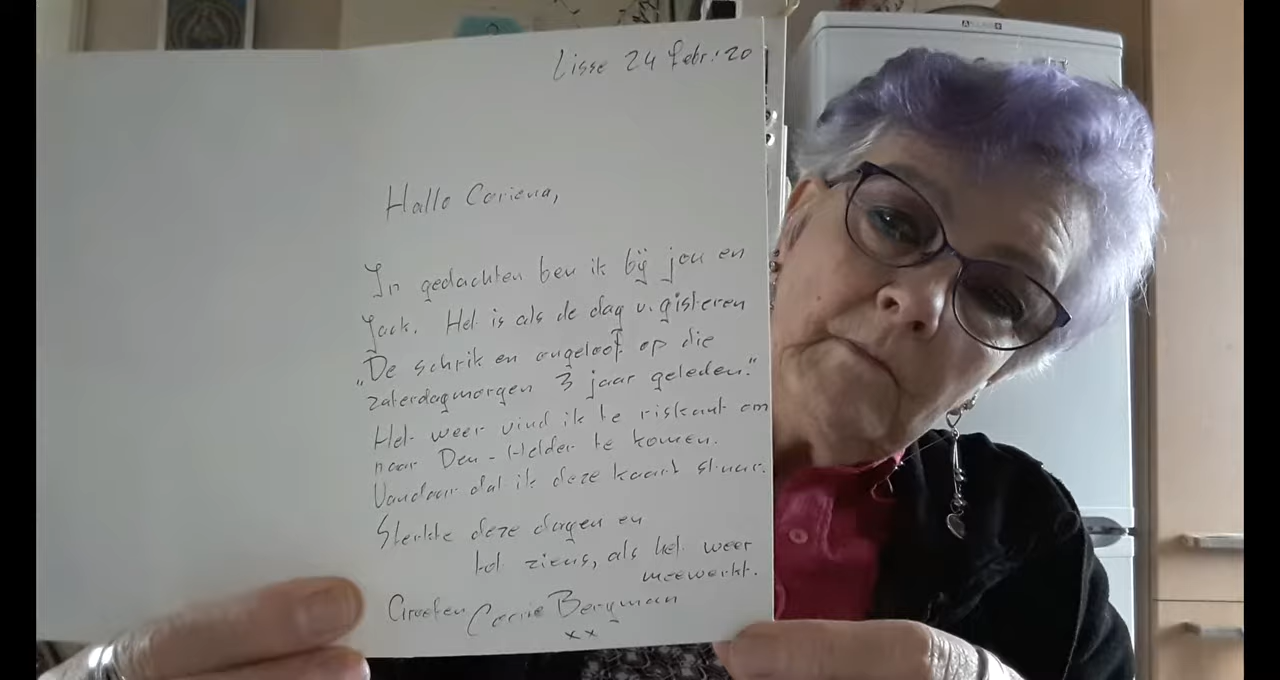 Lisse 24 febr. '20
Hallo Coriena,
In gedachten ben ik bij jou en
Jack. Het is als de dag v. gisteren
"De schrik en ongeloof op die
zaterdagmorgen 3 jaar geleden."
Het weer vind ik te riskant om
naar Den-Helder te komen.
Vandaar dat ik deze kaart stuur.
Sterkte deze dagen en
tot ziens, als het weer
meewerkt.
Groeten Corrie Bergman
xx